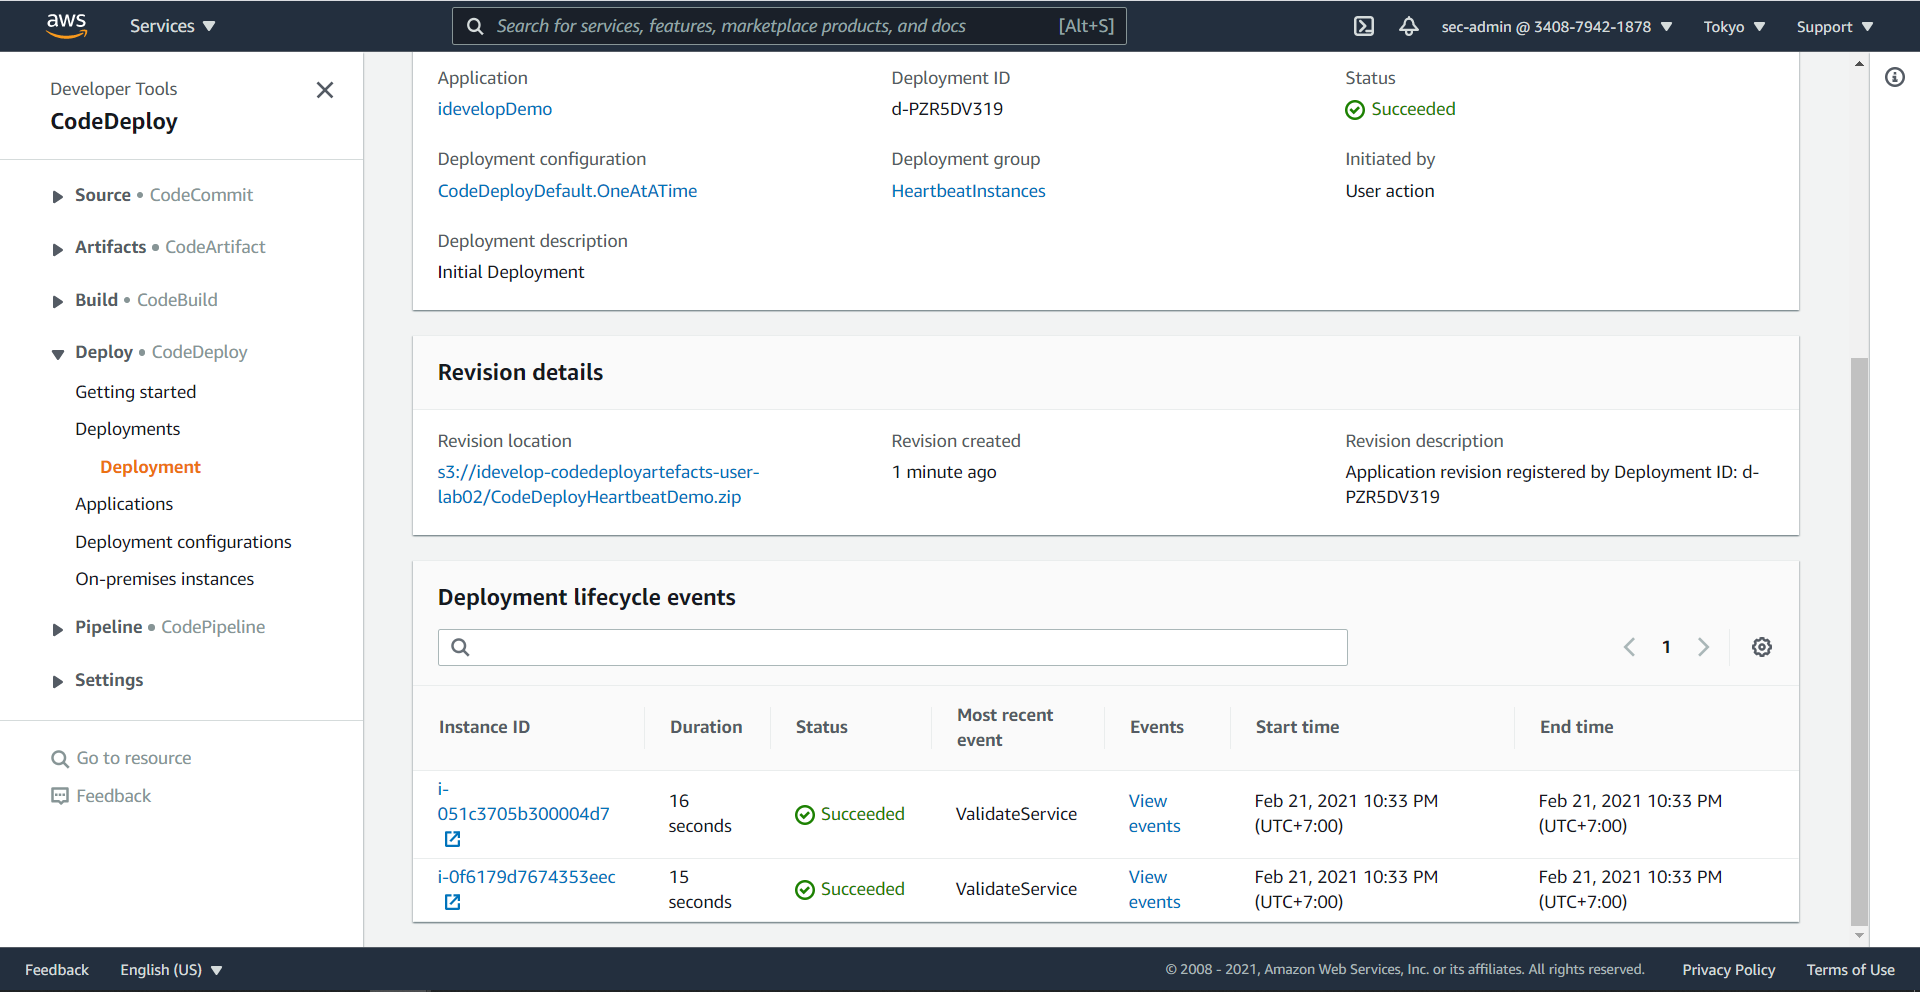 aws
Services
Search for services, features, marketplace products, and docs [Alt+S]
sec-admin @ 3408-7942-1878
Tokyo
Support
Developer Tools
CodeDeploy
Source • CodeCommit
Artifacts • CodeArtifact
Build • CodeBuild
Deploy • CodeDeploy
Getting started
Deployments
Deployment
Applications
Deployment configurations
On-premises instances
Pipeline • CodePipeline
Settings
Go to resource
Feedback
Application
idevelopDemo
Deployment ID
d-PZR5DV319
Status
Succeeded
Deployment configuration
CodeDeployDefault.OneAtATime
Deployment group
HeartbeatInstances
Initiated by
User action
Deployment description
Initial Deployment
Revision details
Revision location
s3://idevelop-codedeployartefacts-user-
lab02/CodeDeployHeartbeatDemo.zip
Revision created
1 minute ago
Revision description
Application revision registered by Deployment ID: d-
PZR5DV319
Deployment lifecycle events
1
Instance ID
Duration
Status
Most recent
event
Events
Start time
End time
i-
051c3705b300004d7
16
seconds
Succeeded
ValidateService
View
events
Feb 21, 2021 10:33 PM
(UTC+7:00)
Feb 21, 2021 10:33 PM
(UTC+7:00)
i-0f6179d7674353eec
15
seconds
Succeeded
ValidateService
View
events
Feb 21, 2021 10:33 PM
(UTC+7:00)
Feb 21, 2021 10:33 PM
(UTC+7:00)
Feedback
English (US)
© 2008 - 2021, Amazon Web Services, Inc. or its affiliates. All rights reserved.
Privacy Policy
Terms of Use